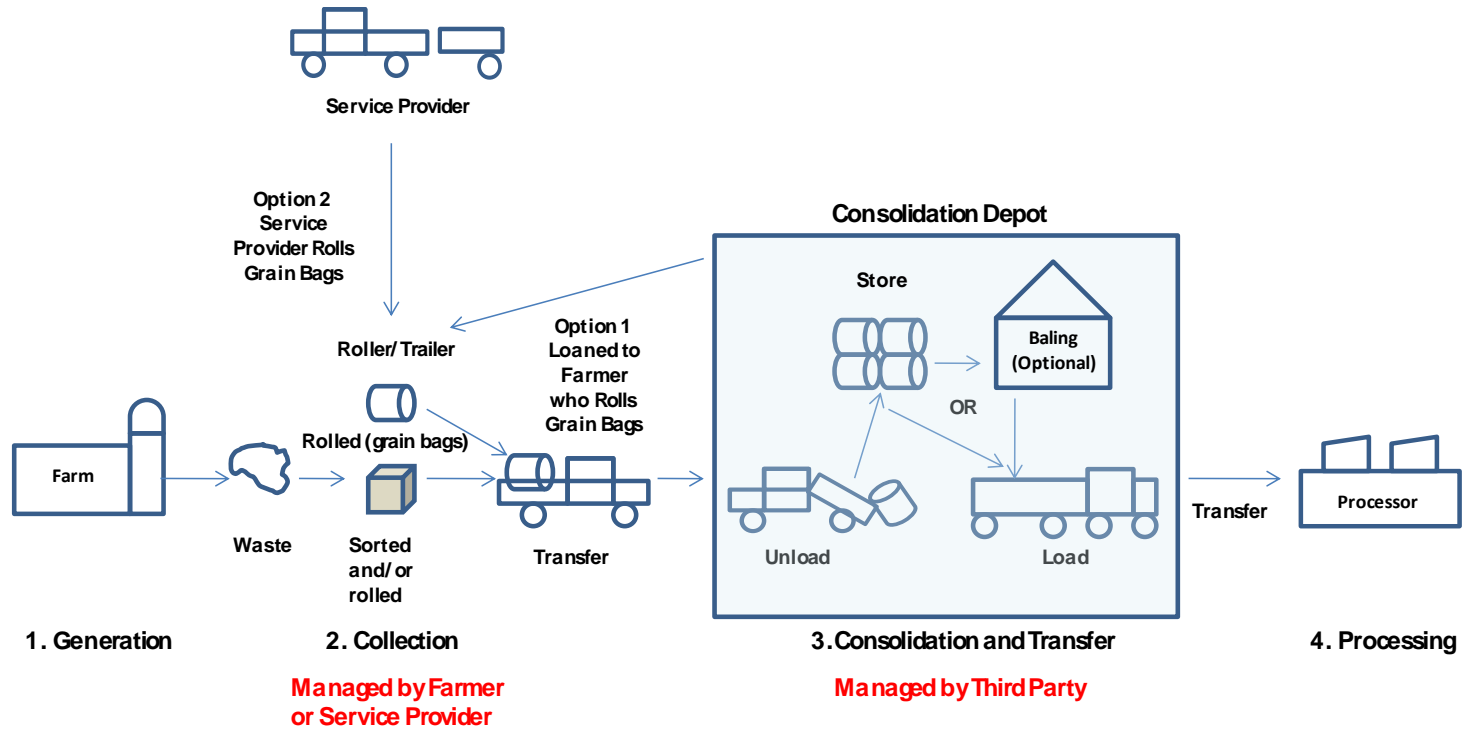 Service Provider
Option 2
Service
Provider Rolls
Grain Bags
Consolidation Depot
Store
Baling
(Optional)
OR
Roller/ Trailer
Option 1
Loaned to
Farmer
who Rolls
Grain Bags
Rolled (grain bags)
Farm
Waste
Sorted
and/ or
rolled
Transfer
Unload
Load
Transfer
Processor
1. Generation
2. Collection
3. Consolidation and Transfer
4. Processing
Managed by Farmer
or Service Provider
Managed by Third Party